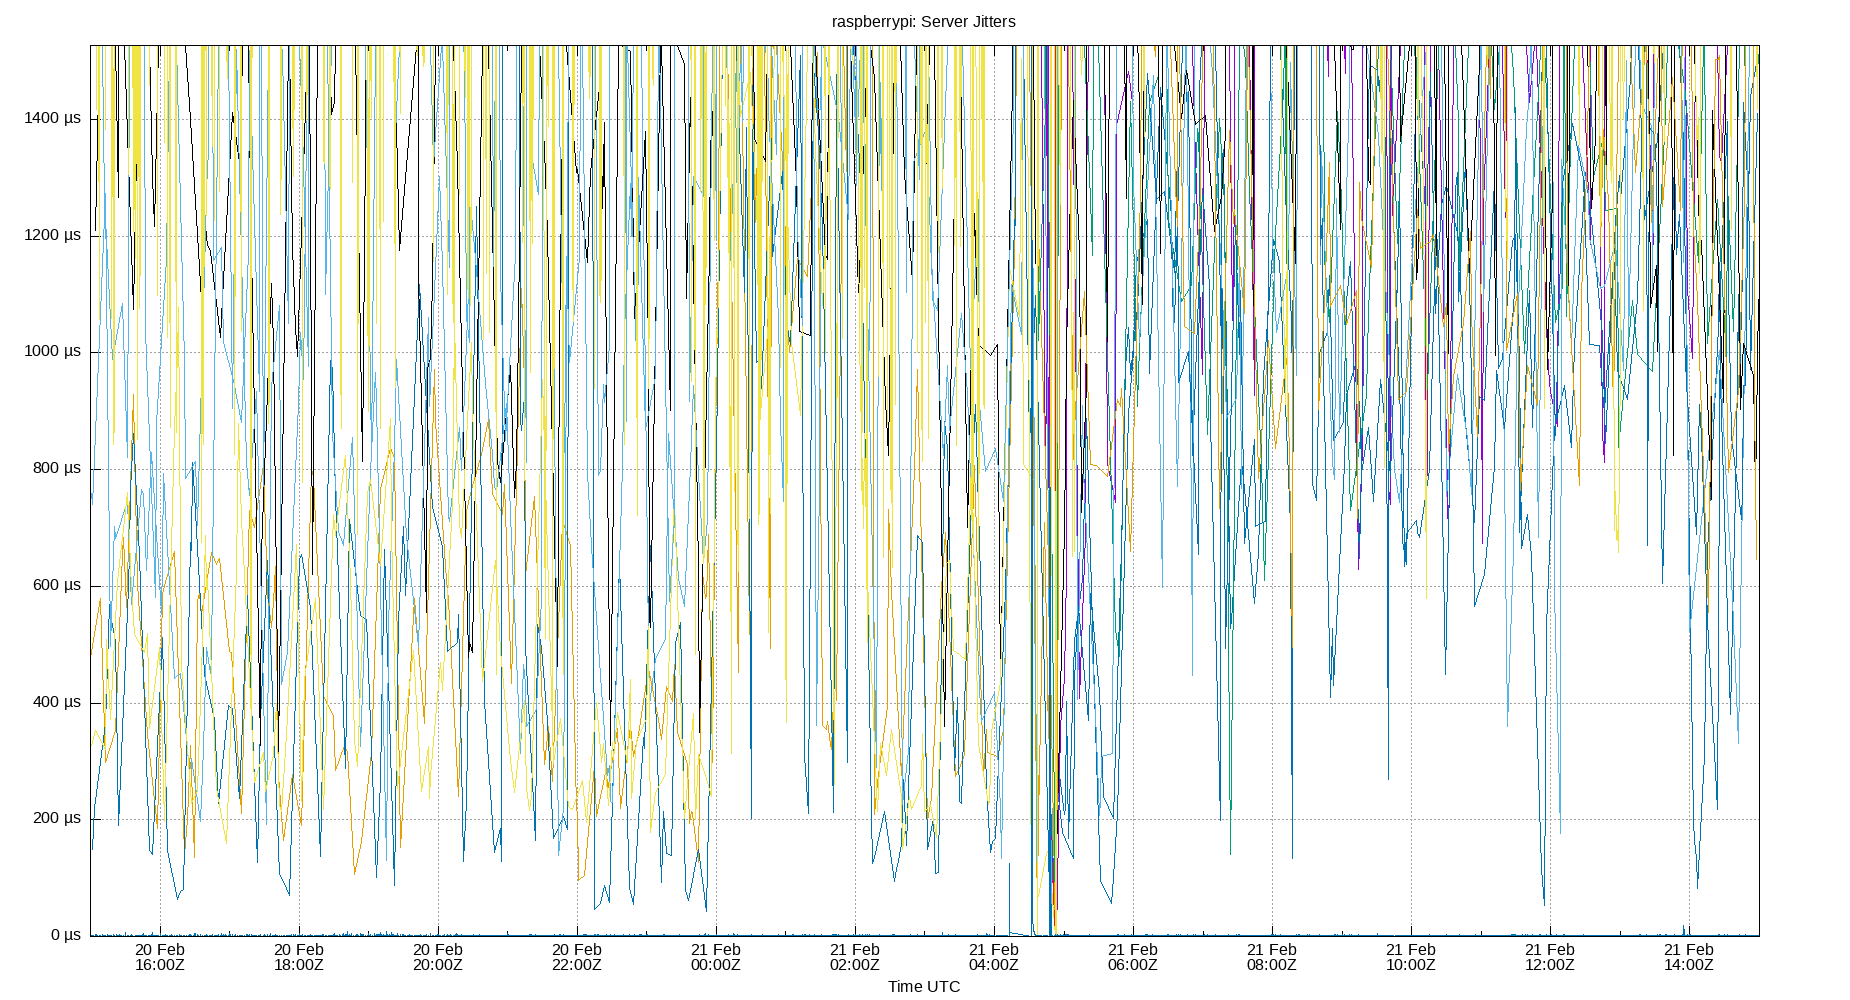 raspberrypi: Server Jitters
1400 µs
1200 µs
1000 µs
800 µs
600 µs
400 µs
200 µs
0 µs
20 Feb 20 Feb 20 Feb 20 Feb 21 Feb 21 Feb 21 Feb 21 Feb 21 Feb 21 Feb 21 Feb 21 Feb
16:00Z 18:00Z 20:00Z 22:00Z 00:00Z 02:00Z 04:00Z 06:00Z 08:00Z 10:00Z 12:00Z 14:00Z
Time UTC